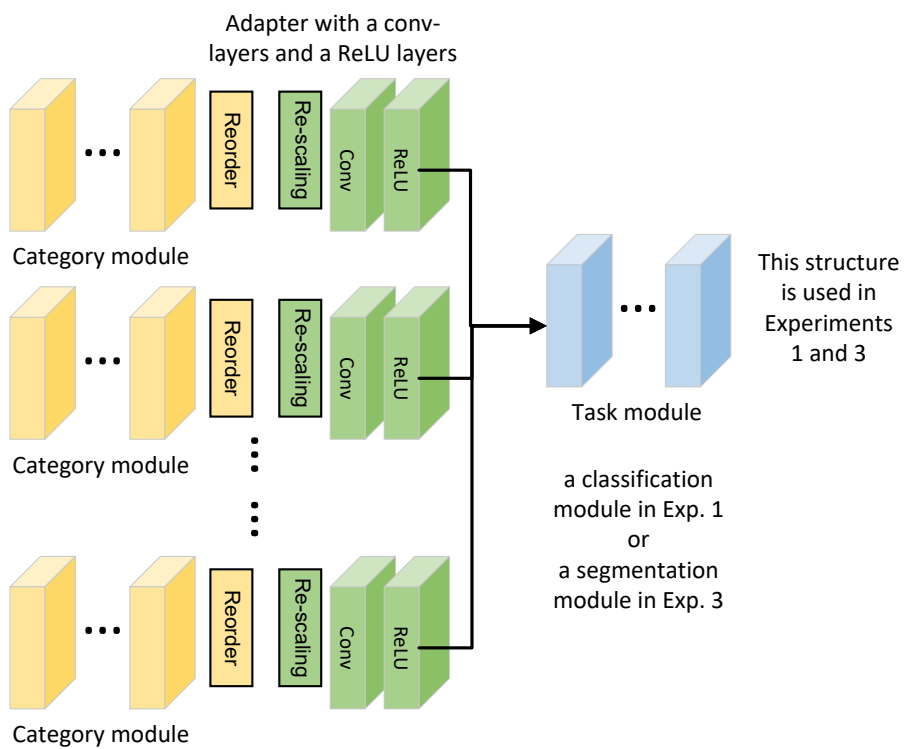 Adapter with a conv-
layers and a ReLU layers
Reorder
Re-scaling
Conv
ReLU
Category module
Reorder
Re-scaling
Conv
ReLU
Category module
Reorder
Re-scaling
Conv
ReLU
Category module
Task module
a classification
module in Exp. 1
or
a segmentation
module in Exp. 3
This structure
is used in
Experiments
1 and 3